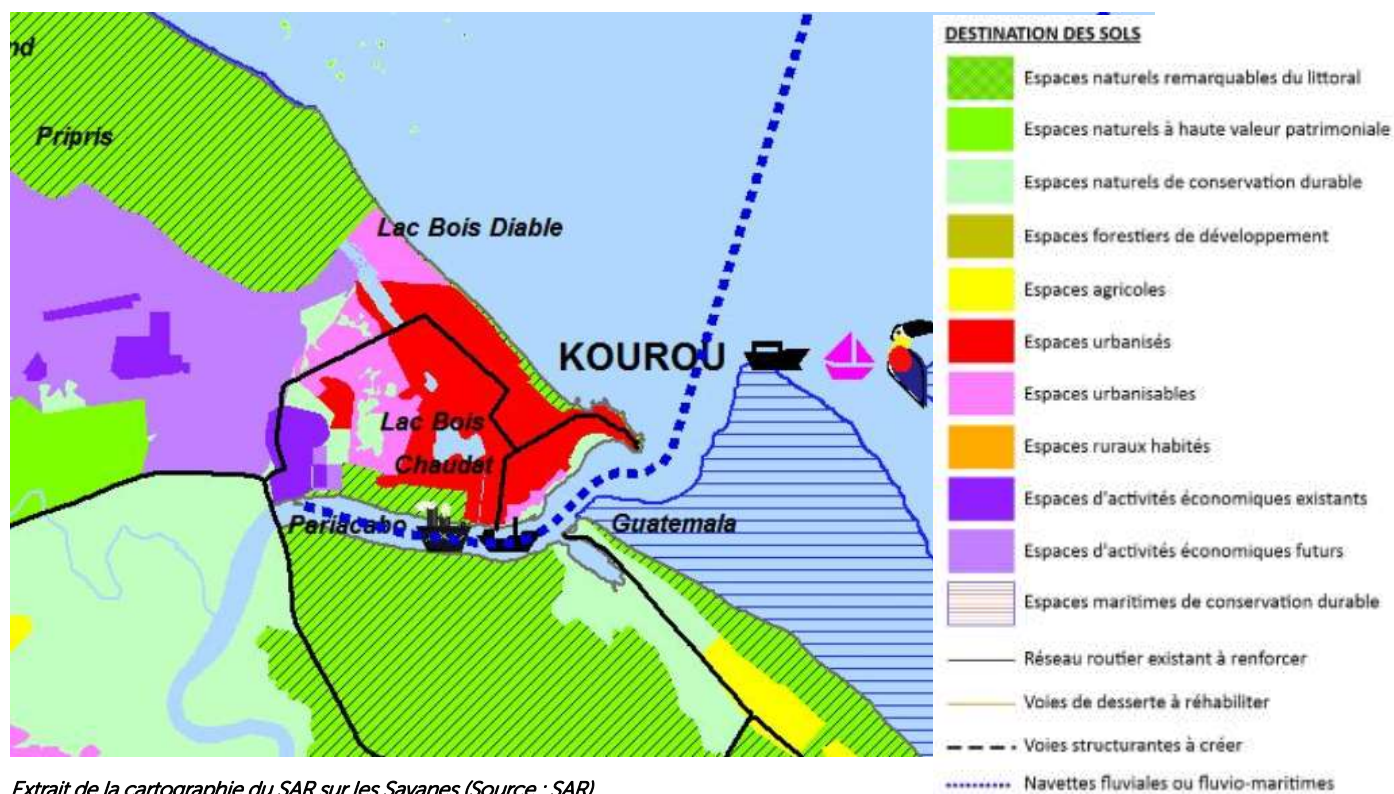 nd
Pripris
Lac Bois Diable
KOUROU
Lac Bois
Chaudat
Pariacabo
Guatemala
DESTINATION DES SOLS
Espaces naturels remarquables du littoral
Espaces naturels à haute valeur patrimoniale
Espaces naturels de conservation durable
Espaces forestiers de développement
Espaces agricoles
Espaces urbanisés
Espaces urbanisables
Espaces ruraux habités
Espaces d'activités économiques existants
Espaces d'activités économiques futurs
Espaces maritimes de conservation durable
Réseau routier existant à renforcer
Voies de desserte à réhabiliter
Voies structurantes à créer
Navettes fluviales ou fluvio-maritimes
Extrait de la cartographie du SAR sur les Savanes (Source : SAR)